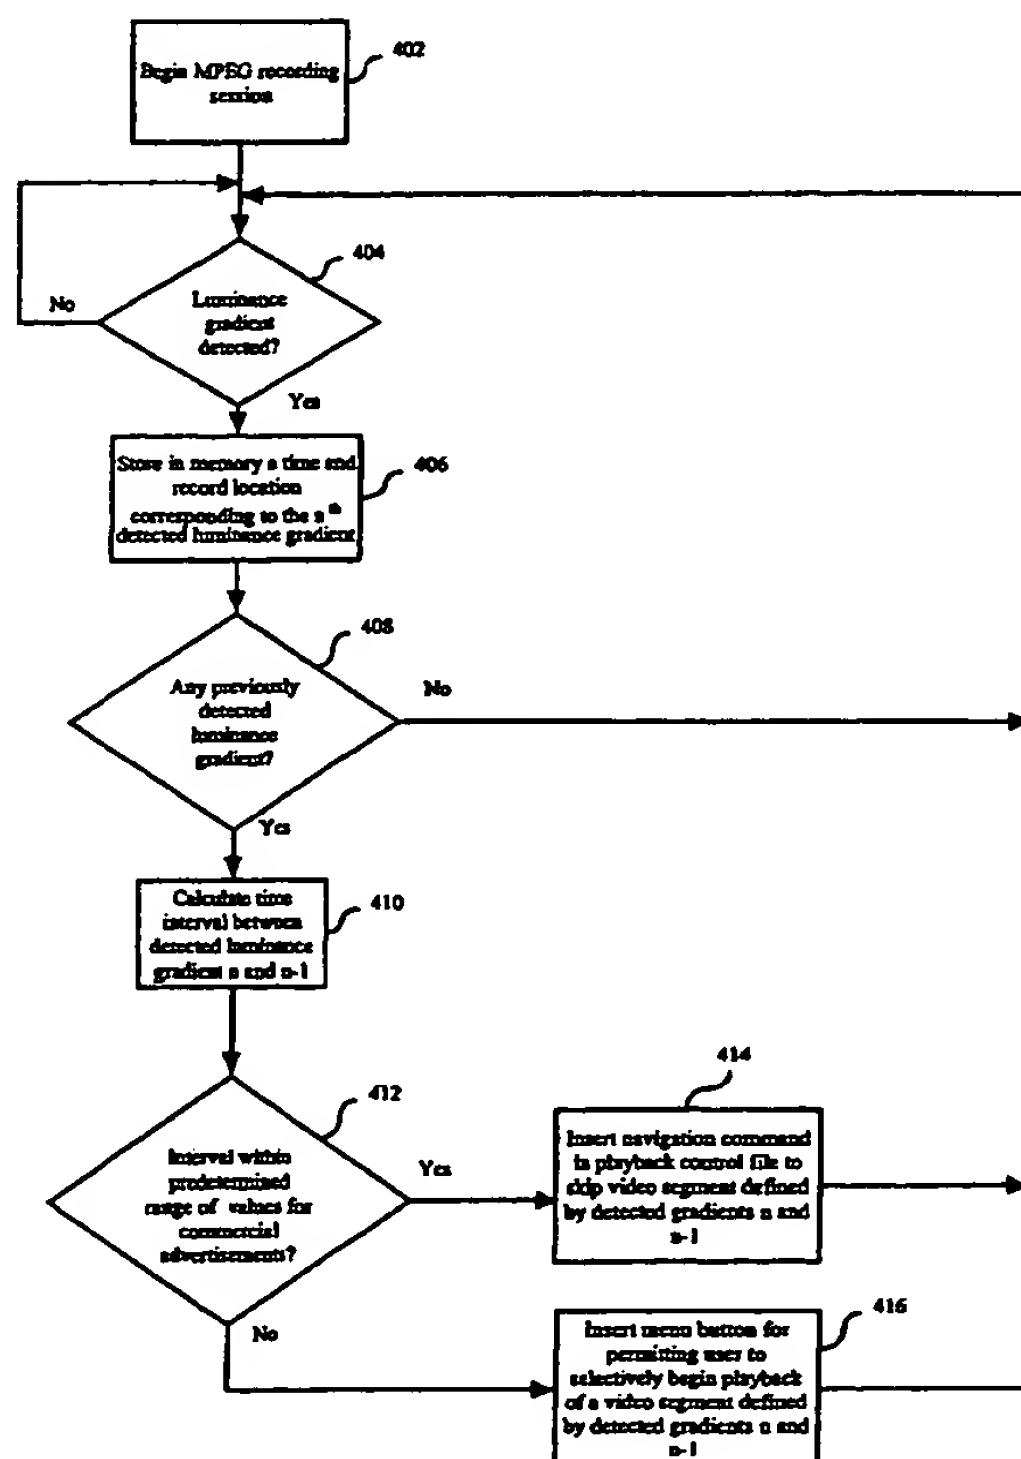 402
Begin MPEG recording
session
404
No
Luminance
gradient
detected?
Yes
406
Store in memory a time and
record location
corresponding to the n th
detected luminance gradient
408
Any previously
detected
luminance
gradient?
No
Yes
410
Calculate time
interval between
detected luminance
gradient n and n-1
412
Interval within
predetermined
range of values for
commercial
advertisements?
Yes
No
414
Insert navigation command
in playback control file to
skip video segment defined
by detected gradients n and
n-1
416
Insert menu button for
permitting user to
selectively begin playback
of a video segment defined
by detected gradients n and
n-1